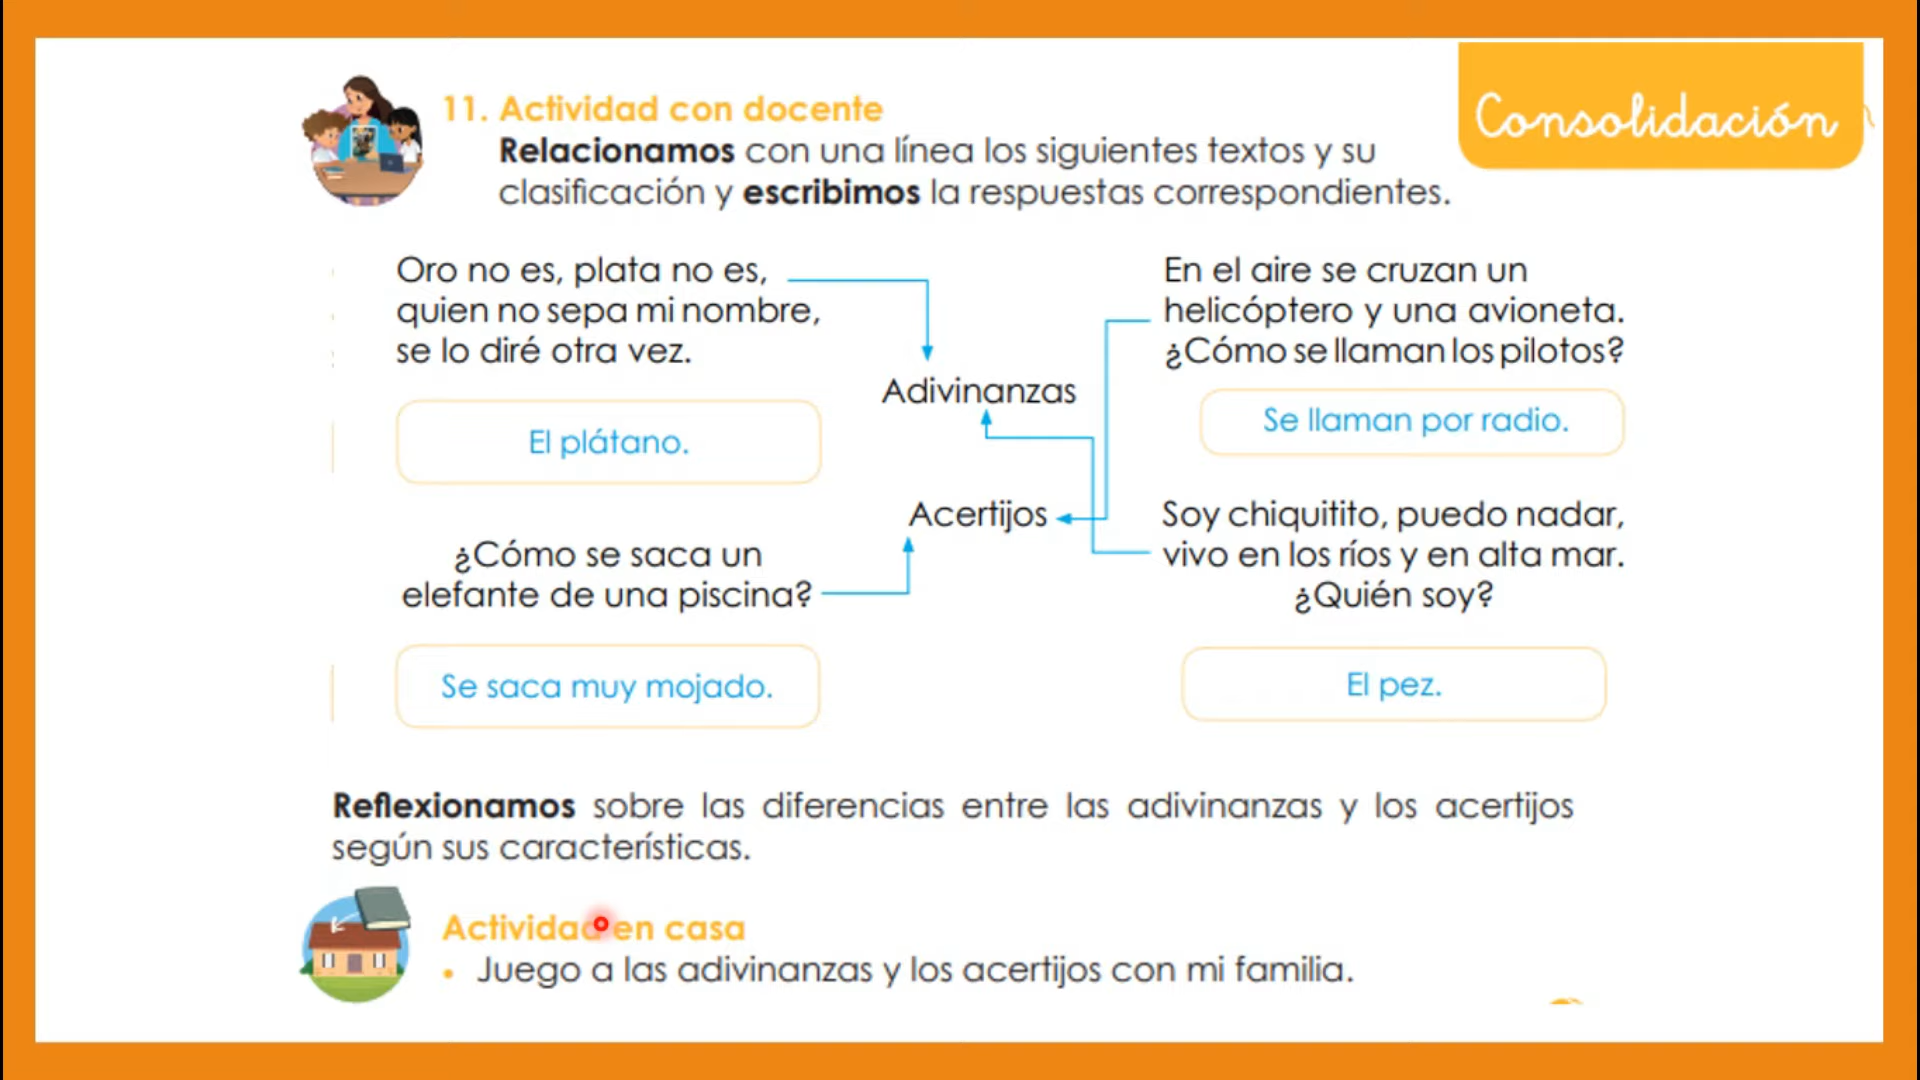 Consolidación
11. Actividad con docente
Relacionamos con una línea los siguientes textos y su
clasificación y escribimos la respuestas correspondientes.
Oro no es, plata no es,
quien no sepa mi nombre,
se lo diré otra vez.
El plátano.
¿Cómo se saca un
elefante de una piscina?
Se saca muy mojado.
Adivinanzas
Acertijos
En el aire se cruzan un
helicóptero y una avioneta.
¿Cómo se llaman los pilotos?
Se llaman por radio.
Soy chiquitito, puedo nadar,
vivo en los ríos y en alta mar.
¿Quién soy?
El pez.
Reflexionamos sobre las diferencias entre las adivinanzas y los acertijos
según sus características.
Actividad en casa
• Juego a las adivinanzas y los acertijos con mi familia.